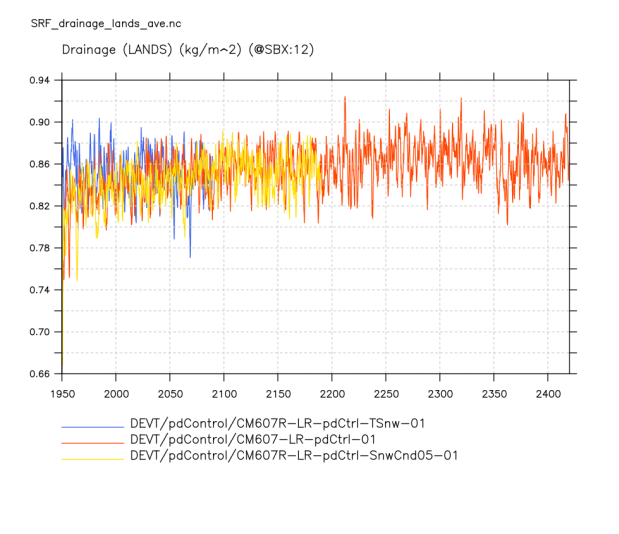 SRF_drainage_lands_ave.nc
Drainage (LANDS) (kg/m^2) (@SBX:12)
0.94
0.90
0.86
0.82
0.78
0.74
0.70
0.66
1950 2000 2050 2100 2150 2200 2250 2300 2350 2400
DEVT/pdControl/CM607R-LR-pdCtrl-TSnw-01
DEVT/pdControl/CM607-LR-pdCtrl-01
DEVT/pdControl/CM607R-LR-pdCtrl-SnwCnd05-01